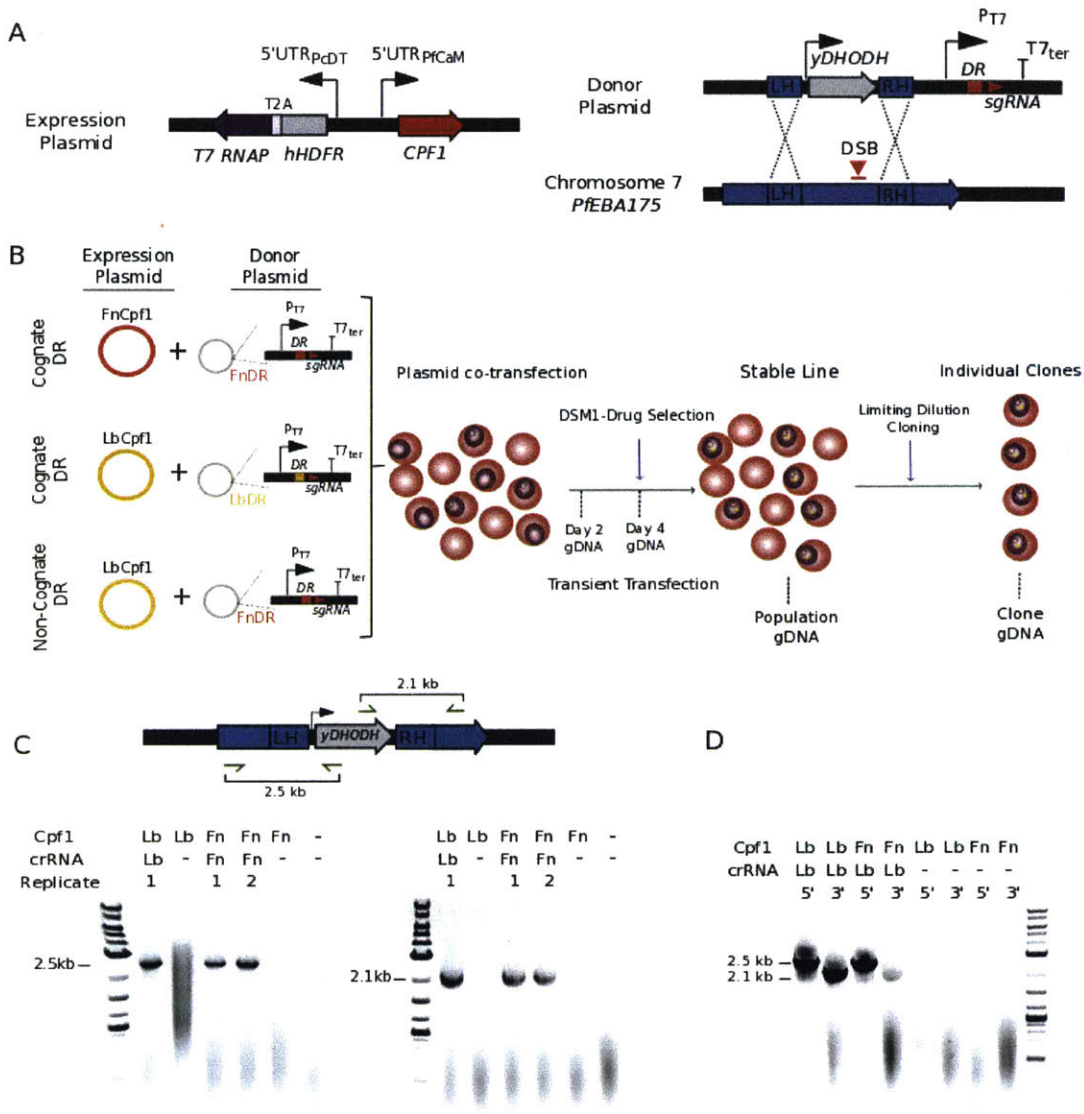 A
5'UTRPcDT
5'UTRPfCaM
T2A
Expression
Plasmid
T7 RNAP
hHDFR
CPF1
PT7
yDHODH
DR
T7ter
Donor
Plasmid
LH
RH
sgRNA
DSB
Chromosome 7
PfEBA175
LH
RH
B
Expression
Plasmid
Donor
Plasmid
Cognate
DR
FnCpf1
+
PT7
T7ter
DR
sgRNA
FnDR
Cognate
DR
LbCpf1
+
PT7
T7ter
DR
sgRNA
LbDR
Non-Cognate
DR
LbCpf1
+
PT7
T7ter
DR
sgRNA
FnDR
Plasmid co-transfection
DSM1-Drug Selection
Day 2
gDNA
Day 4
gDNA
Transient Transfection
Stable Line
Population
gDNA
Limiting Dilution
Cloning
Individual Clones
Clone
gDNA
C
2.1 kb
LH
yDHODH
RH
2.5 kb
Cpf1 Lb Lb Fn Fn Fn -
crRNA Lb - Fn Fn - -
Replicate 1 1 2
2.5kb
Lb Lb Fn Fn Fn -
Lb - Fn Fn - -
1 1 2
2.1kb
D
Cpf1 Lb Lb Fn Fn Lb Lb Fn Fn
crRNA Lb Lb Lb Lb - - - -
5' 3' 5' 3' 5' 3' 5' 3'
2.5 kb
2.1 kb